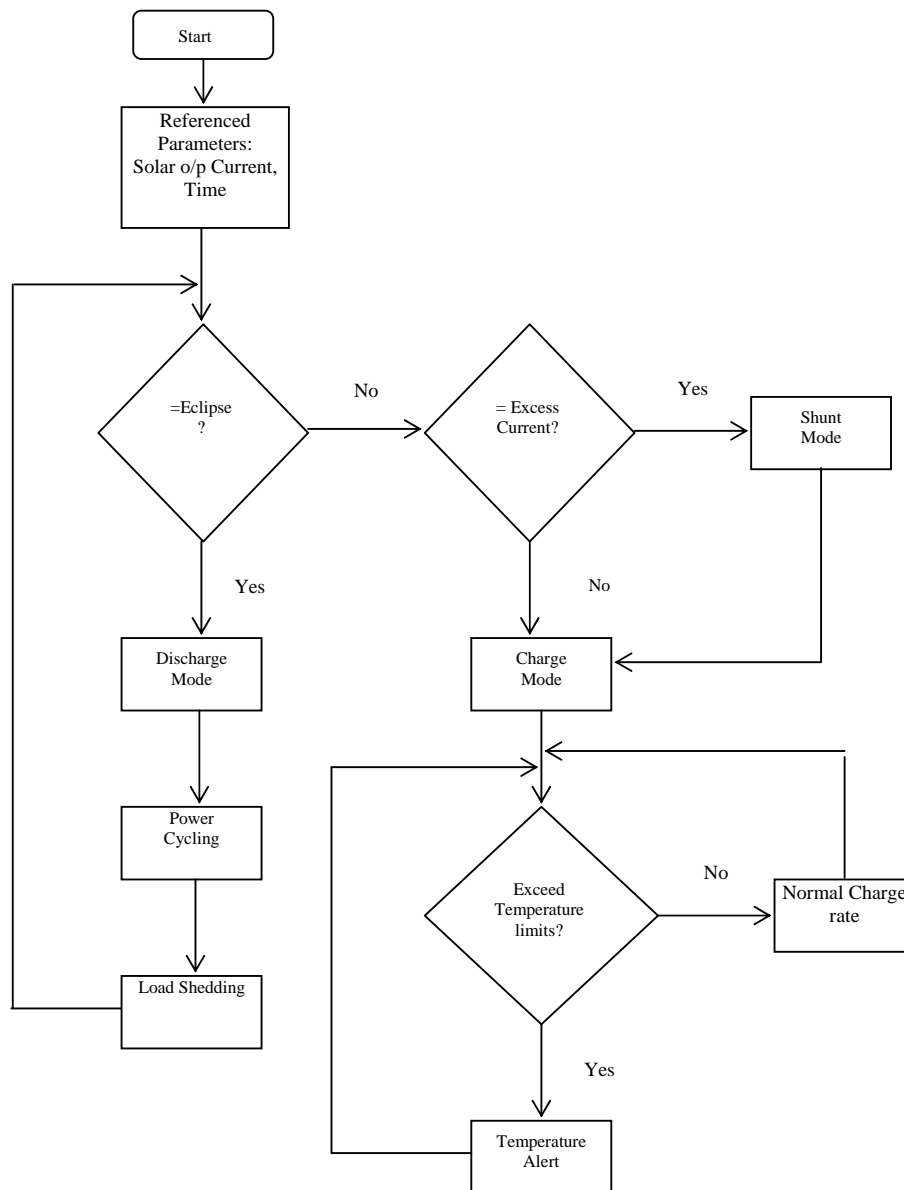 Start
Referenced
Parameters:
Solar o/p Current,
Time
=Eclipse
?
No
= Excess
Current?
Yes
Shunt
Mode
Yes
No
Discharge
Mode
Charge
Mode
Power
Cycling
Exceed
Temperature
limits?
No
Normal Charge
rate
Load Shedding
Yes
Temperature
Alert